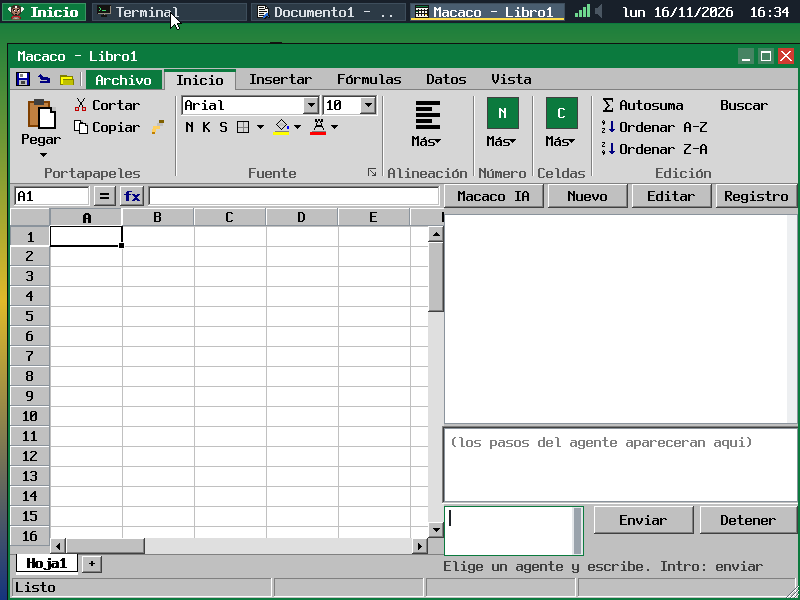 Inicio Terminal Documento1 - .. Macaco - Libro1 lun 16/11/2026 16:34
Macaco - Libro1
Archivo Inicio Insertar Fórmulas Datos Vista
Pegar
Cortar
Copiar
Portapapeles
Arial 10
N K S
Fuente
Más
Alineación
N
Más
Número
C
Más
Celdas
Autosuma Buscar
Ordenar A-Z
Ordenar Z-A
Edición
A1 = fx
Macaco IA Nuevo Editar Registro
A B C D E
1
2
3
4
5
6
7
8
9
10
11
12
13
14
15
16
(los pasos del agente apareceran aqui)
Enviar Detener
Elige un agente y escribe. Intro: enviar
Hoja1 +
Listo